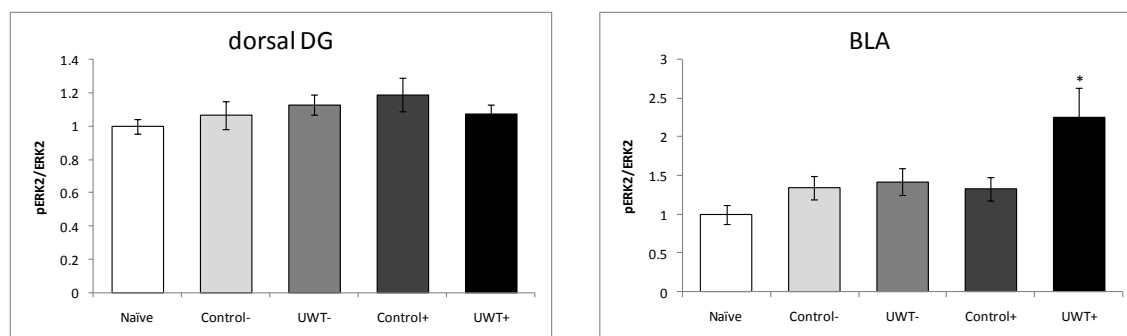 dorsal DG
1.4
1.2
1
0.8
0.6
0.4
0.2
0
pERK2/ERK2
Naïve Control- UWT- Control+ UWT+
BLA
3
2.5
2
1.5
1
0.5
0
pERK2/ERK2
*
Naïve Control- UWT- Control+ UWT+